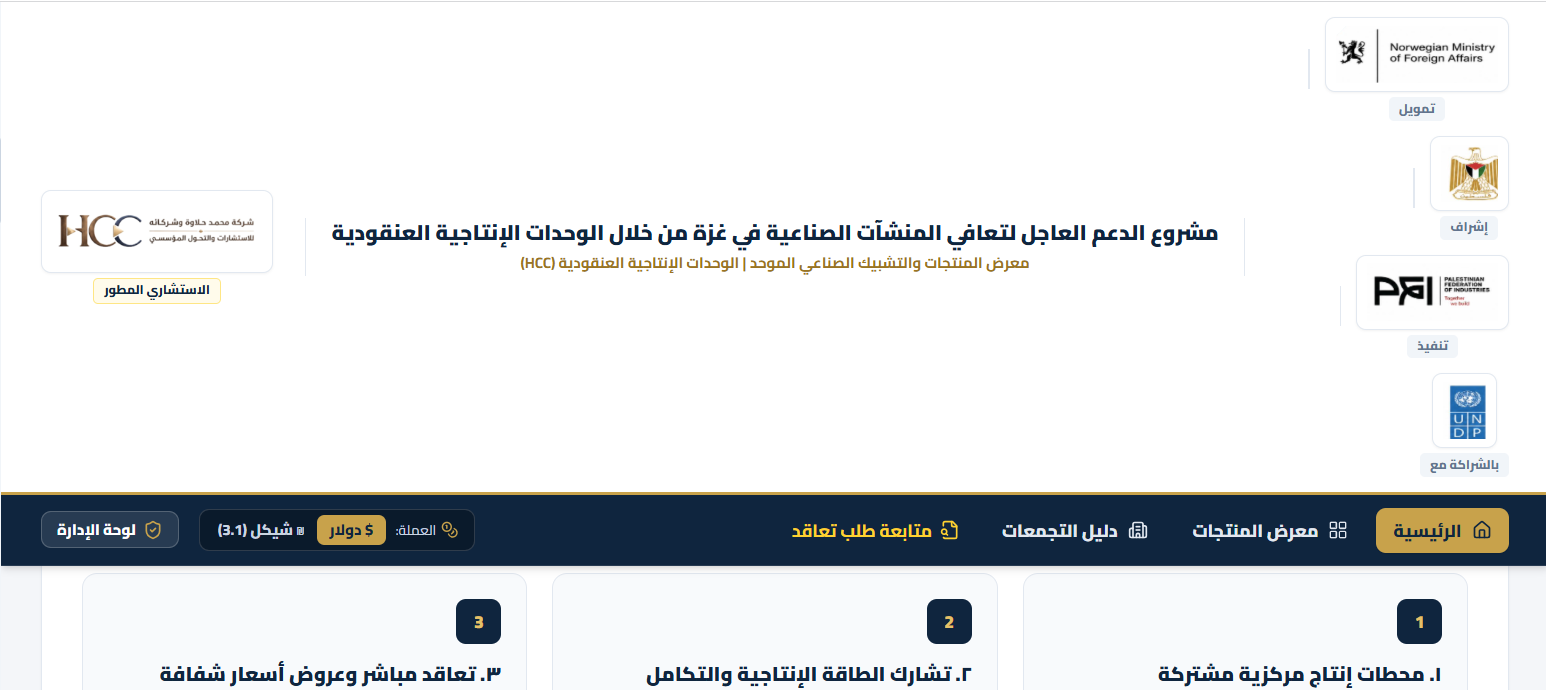 Norwegian Ministry
of Foreign Affairs
تمويل
إشراف
PALESTINIAN
FEDERATION
OF INDUSTRIES
Together
we build
تنفيذ
U N
D P
بالشراكة مع
مشروع الدعم العاجل لتعافي المنشآت الصناعية في غزة من خلال الوحدات الإنتاجية العنقودية
معرض المنتجات والتشبيك الصناعي الموحد | الوحدات الإنتاجية العنقودية (HCC)
HCC
شركة محمد حلاوة وشركائه
للاستشارات والتحول المؤسسي
الاستشاري المطور
الرئيسية
معرض المنتجات
دليل التجمعات
متابعة طلب تعاقد
العملة:
$ دولار
₪ شيكل (3.1)
لوحة الإدارة
1
١. محطات إنتاج مركزية مشتركة
2
٢. تشارك الطاقة الإنتاجية والتكامل
3
٣. تعاقد مباشر وعروض أسعار شفافة